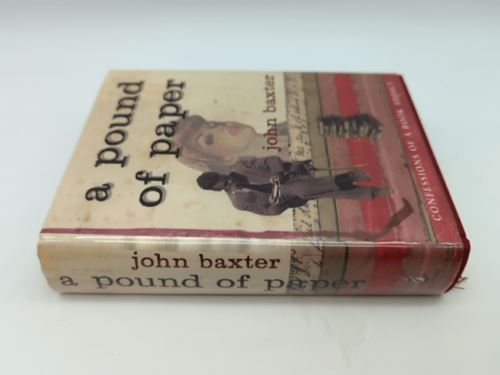 a pound
of paper
john baxter
CONFESSIONS OF A BOOK ADDICT
john baxter
a pound of paper